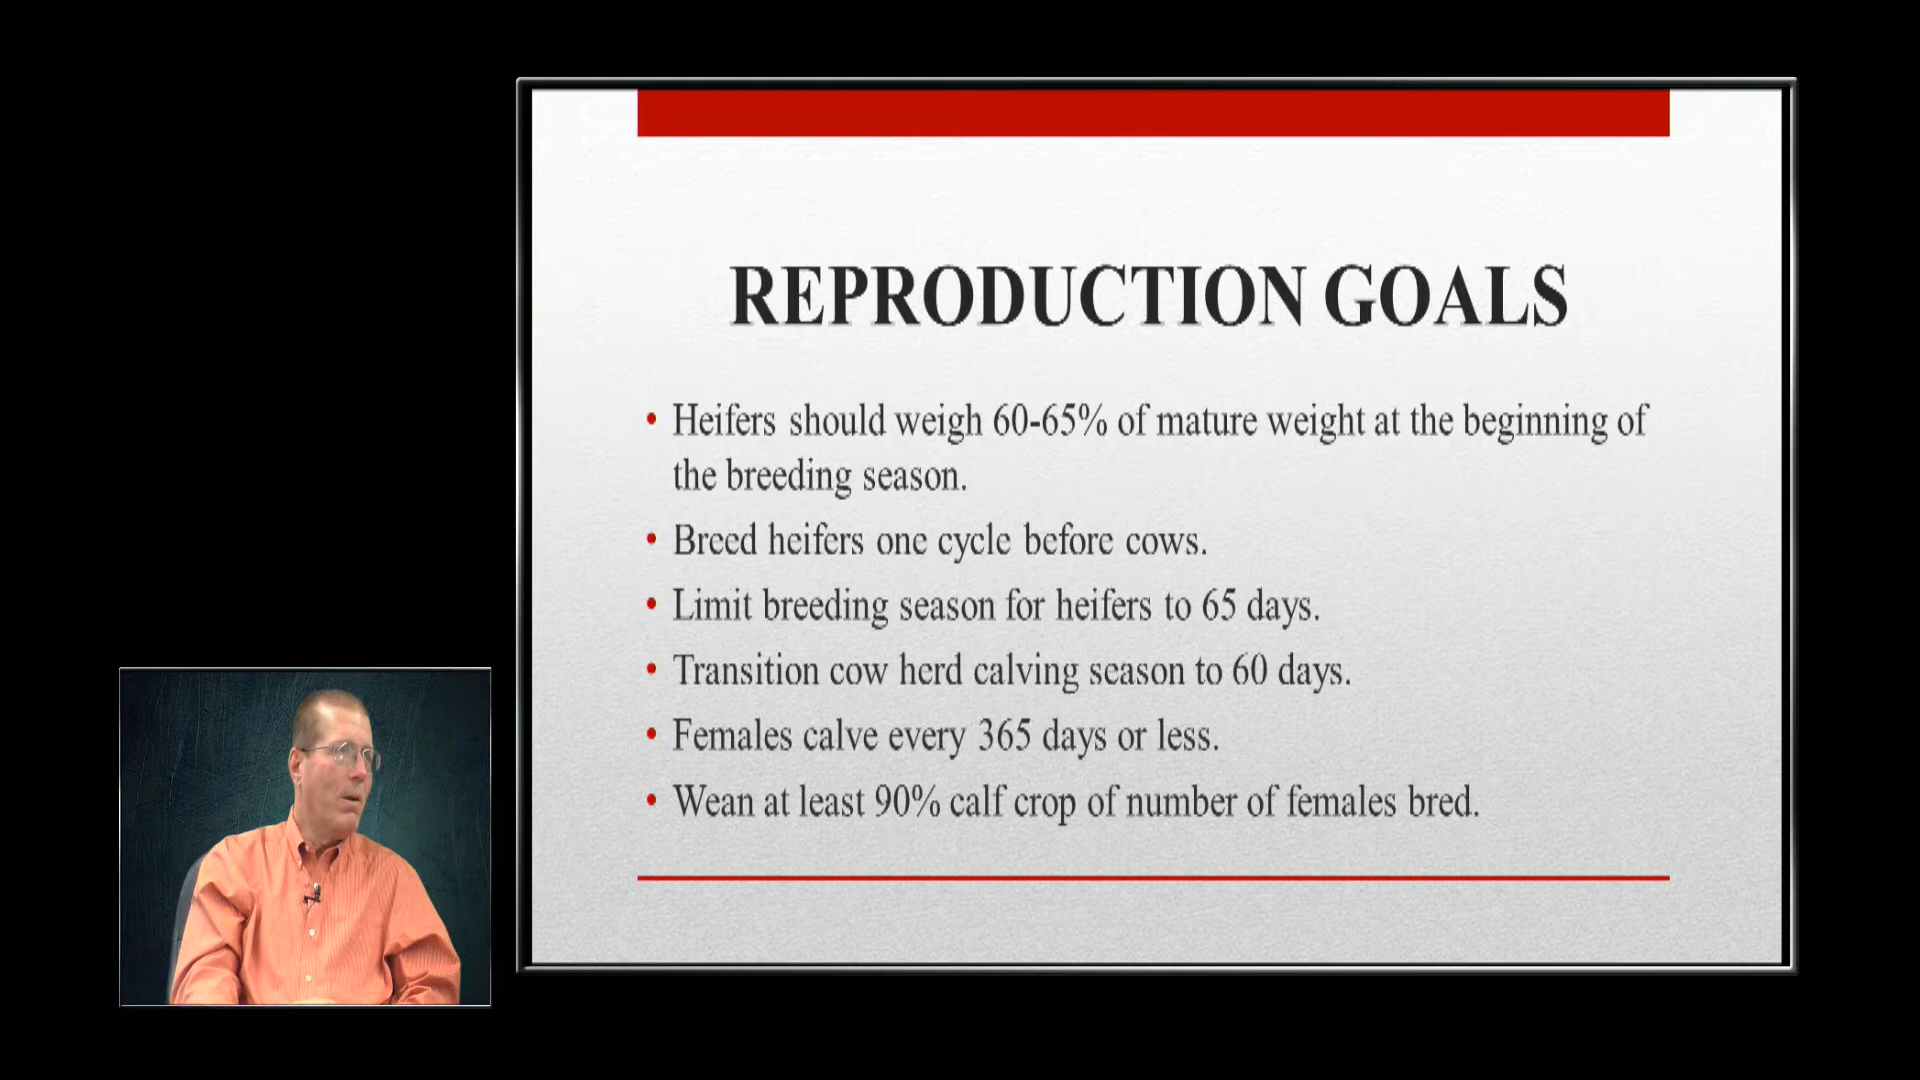 REPRODUCTION GOALS
• Heifers should weigh 60-65% of mature weight at the beginning of
the breeding season.
• Breed heifers one cycle before cows.
• Limit breeding season for heifers to 65 days.
• Transition cow herd calving season to 60 days.
• Females calve every 365 days or less.
• Wean at least 90% calf crop of number of females bred.